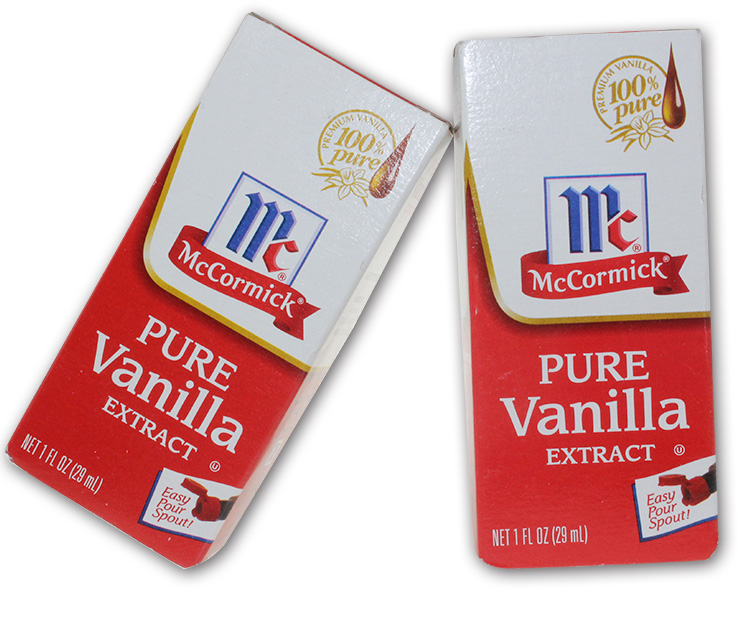 PREMIUM VANILLA
100%
pure
Mc
®
McCormick®
PURE
Vanilla
EXTRACT
U
NET 1 FL OZ (29 mL)
Easy
Pour
Spout!
PREMIUM VANILLA
100%
pure
Mc
®
McCormick®
PURE
Vanilla
EXTRACT
U
NET 1 FL OZ (29 mL)
Easy
Pour
Spout!